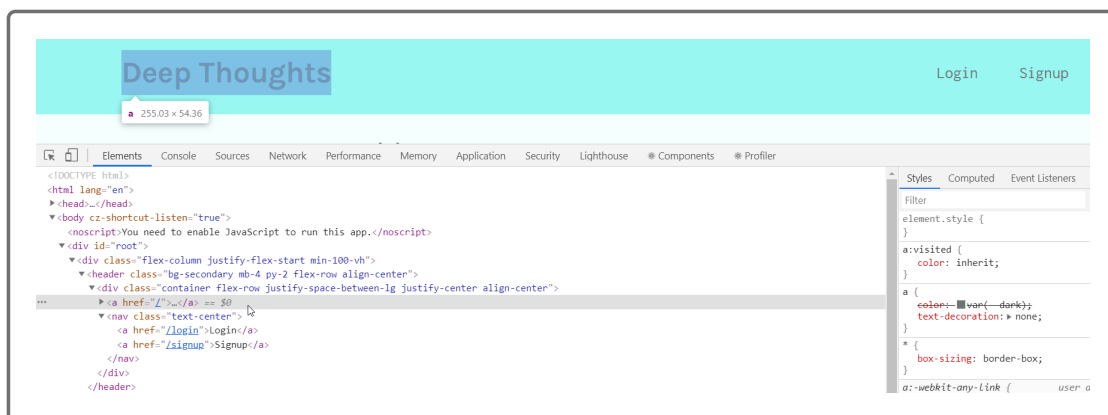 Deep Thoughts
Login Signup
a 255.03 × 54.36
Elements Console Sources Network Performance Memory Application Security Lighthouse Components Profiler
<!DOCTYPE html>
<html lang="en">
<head>…</head>
<body cz-shortcut-listen="true">
<noscript>You need to enable JavaScript to run this app.</noscript>
<div id="root">
<div class="flex-column justify-flex-start min-100-vh">
<header class="bg-secondary mb-4 py-2 flex-row align-center">
<div class="container flex-row justify-space-between-lg justify-center align-center">
<a href="/">…</a> == $0
<nav class="text-center">
<a href="/login">Login</a>
<a href="/signup">Signup</a>
</nav>
</div>
</header>
Styles Computed Event Listeners
Filter
element.style {
}
a:visited {
color: inherit;
}
a {
color: var(--dark);
text-decoration: none;
}
* {
box-sizing: border-box;
}
a:-webkit-any-link { user a